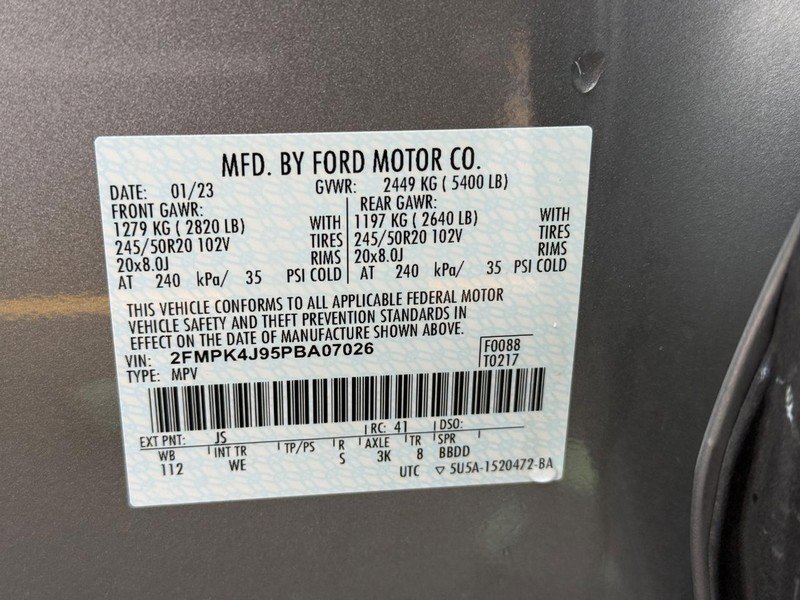 MFD. BY FORD MOTOR CO.
DATE: 01/23 GVWR: 2449 KG ( 5400 LB)
FRONT GAWR: REAR GAWR:
1279 KG ( 2820 LB) WITH 1197 KG ( 2640 LB) WITH
245/50R20 102V TIRES 245/50R20 102V TIRES
20x8.0J RIMS 20x8.0J RIMS
AT 240 kPa/ 35 PSI COLD AT 240 kPa/ 35 PSI COLD
THIS VEHICLE CONFORMS TO ALL APPLICABLE FEDERAL MOTOR
VEHICLE SAFETY AND THEFT PREVENTION STANDARDS IN
EFFECT ON THE DATE OF MANUFACTURE SHOWN ABOVE.
VIN: 2FMPK4J95PBA07026 F0088
TYPE: MPV T0217
EXT PNT: JS RC: 41 DSO:
WB INT TR TP/PS R AXLE TR SPR
112 WE S 3K 8 BBDD
UTC ▽ 5U5A-1520472-BA